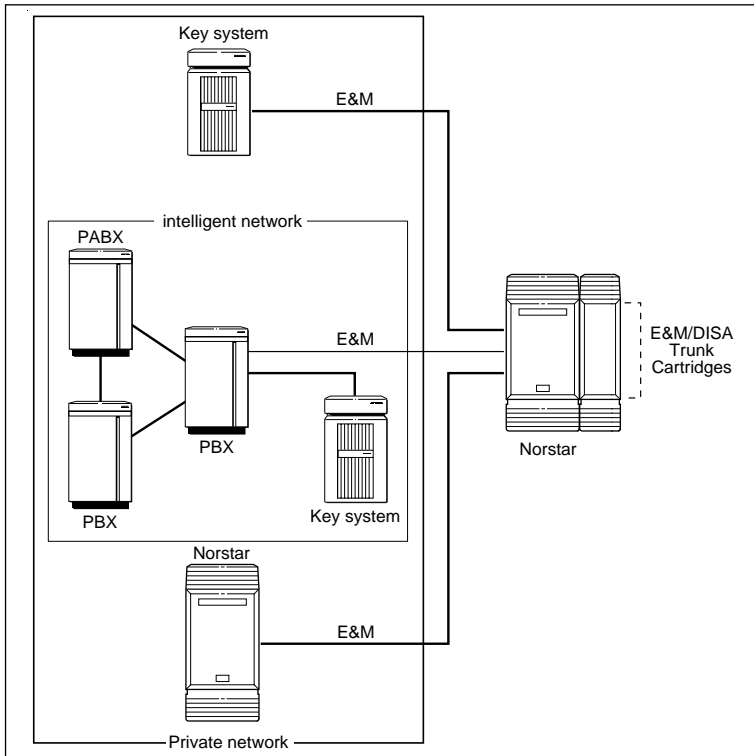 Key system
E&M
intelligent network
PABX
E&M
E&M/DISA
Trunk
Cartridges
PBX
Norstar
PBX
Key system
Norstar
E&M
Private network